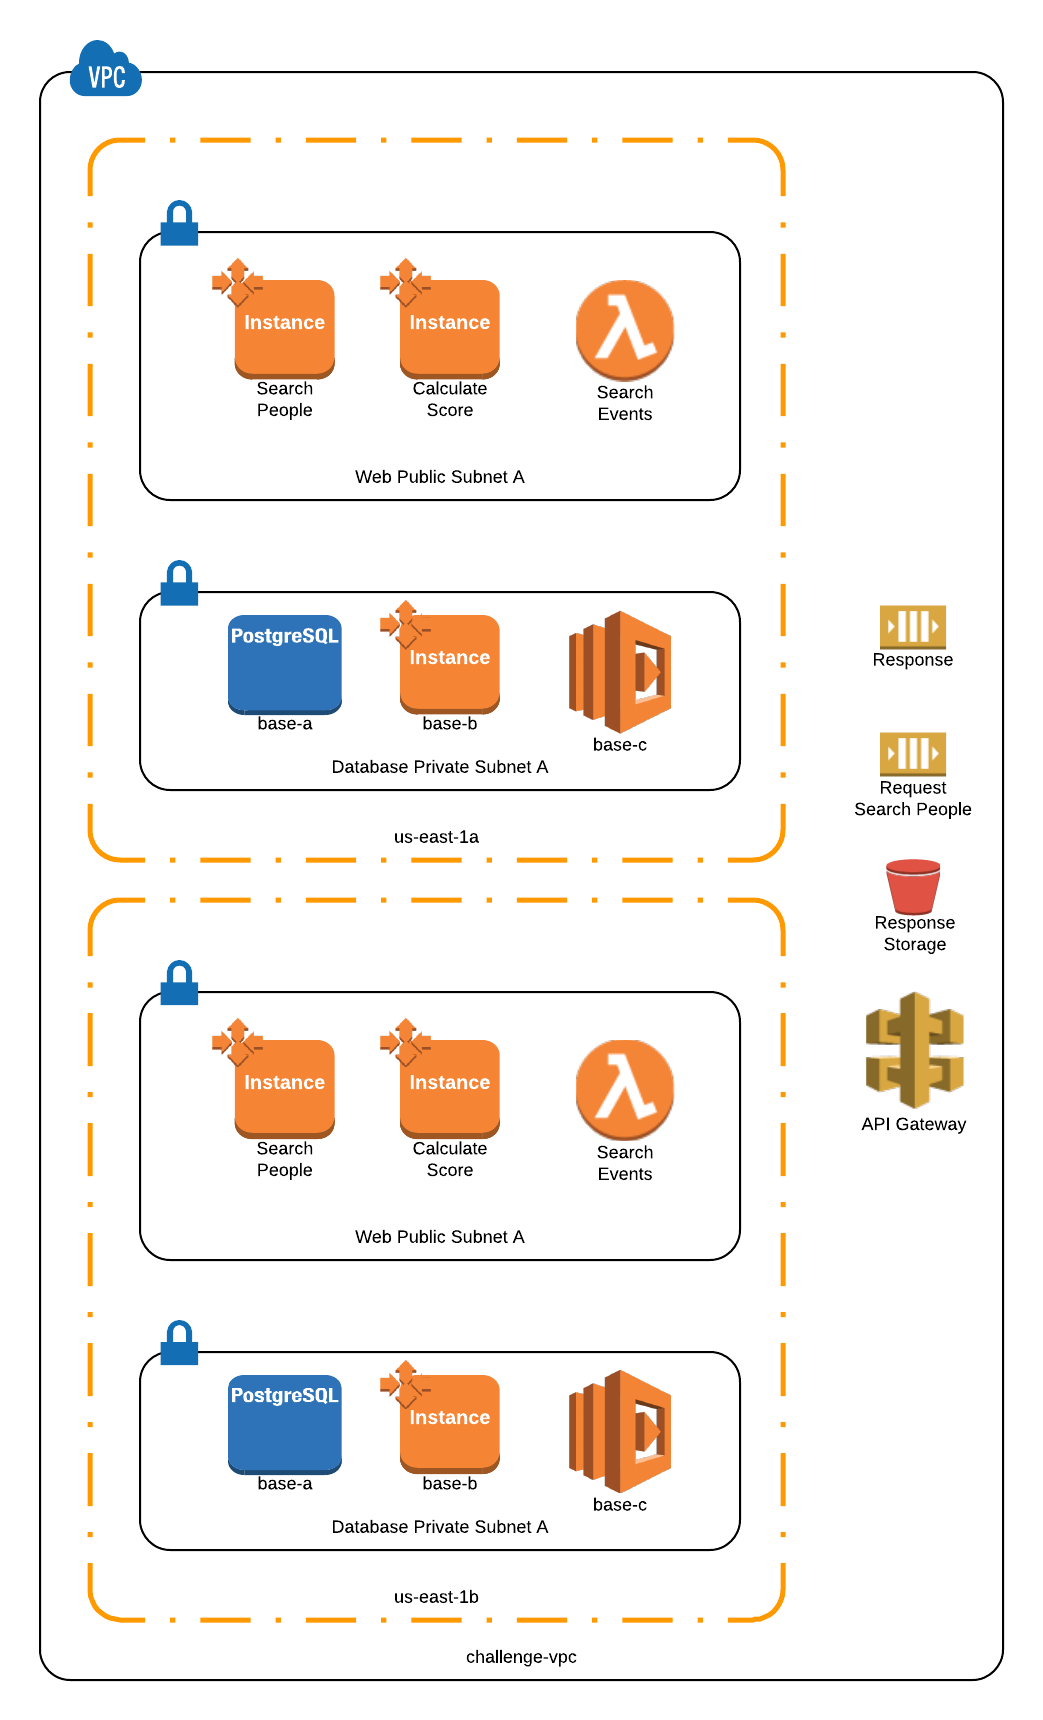 VPC
Instance
Instance
Search
People
Calculate
Score
Search
Events
Web Public Subnet A
PostgreSQL
Instance
base-a
base-b
base-c
Database Private Subnet A
us-east-1a
Response
Request
Search People
Response
Storage
API Gateway
Instance
Instance
Search
People
Calculate
Score
Search
Events
Web Public Subnet A
PostgreSQL
Instance
base-a
base-b
base-c
Database Private Subnet A
us-east-1b
challenge-vpc